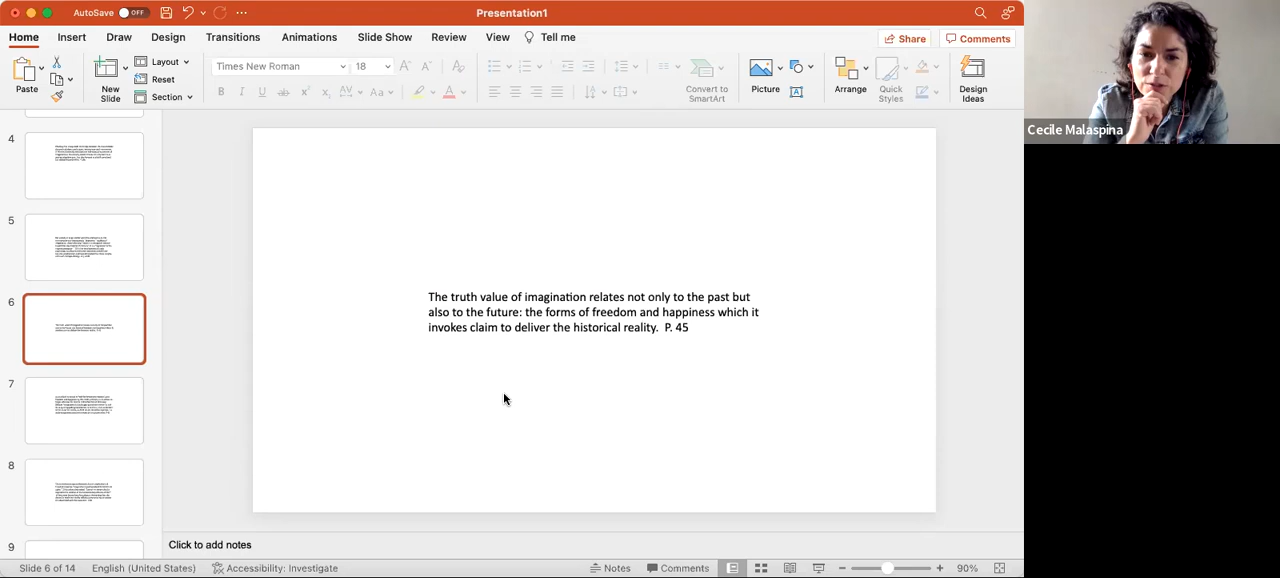 AutoSave OFF
Presentation1
Home Insert Draw Design Transitions Animations Slide Show Review View Tell me
Share Comments
Paste
New Slide
Layout
Reset
Section
Times New Roman 18
Convert to SmartArt
Picture
Arrange
Quick Styles
Design Ideas
Cecile Malaspina
4
5
6
7
8
9
The truth value of imagination relates not only to the past but
also to the future: the forms of freedom and happiness which it
invokes claim to deliver the historical reality. P. 45
Click to add notes
Slide 6 of 14 English (United States) Accessibility: Investigate Notes Comments 90%